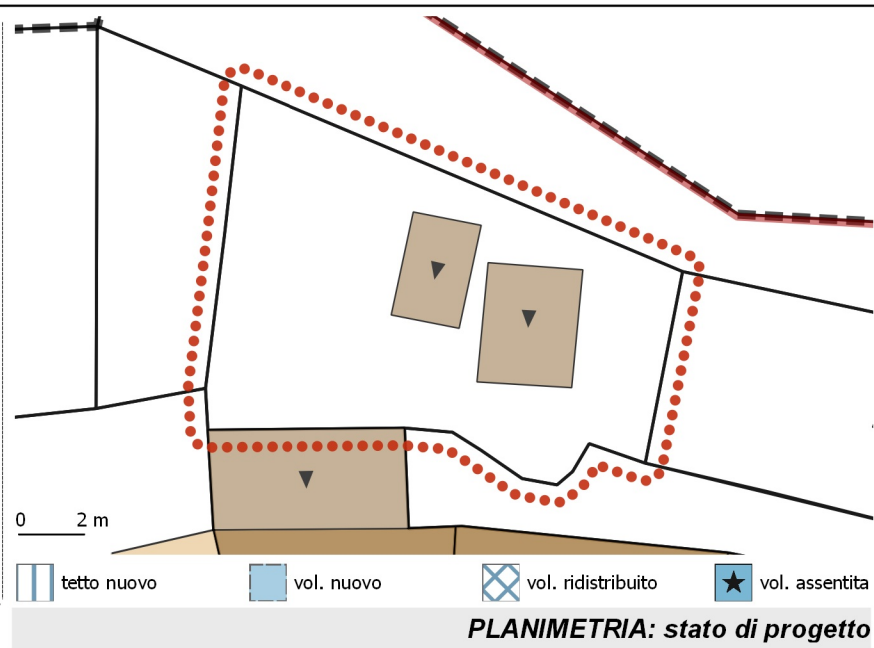 0 2 m
tetto nuovo vol. nuovo vol. ridistribuito vol. assentita
PLANIMETRIA: stato di progetto